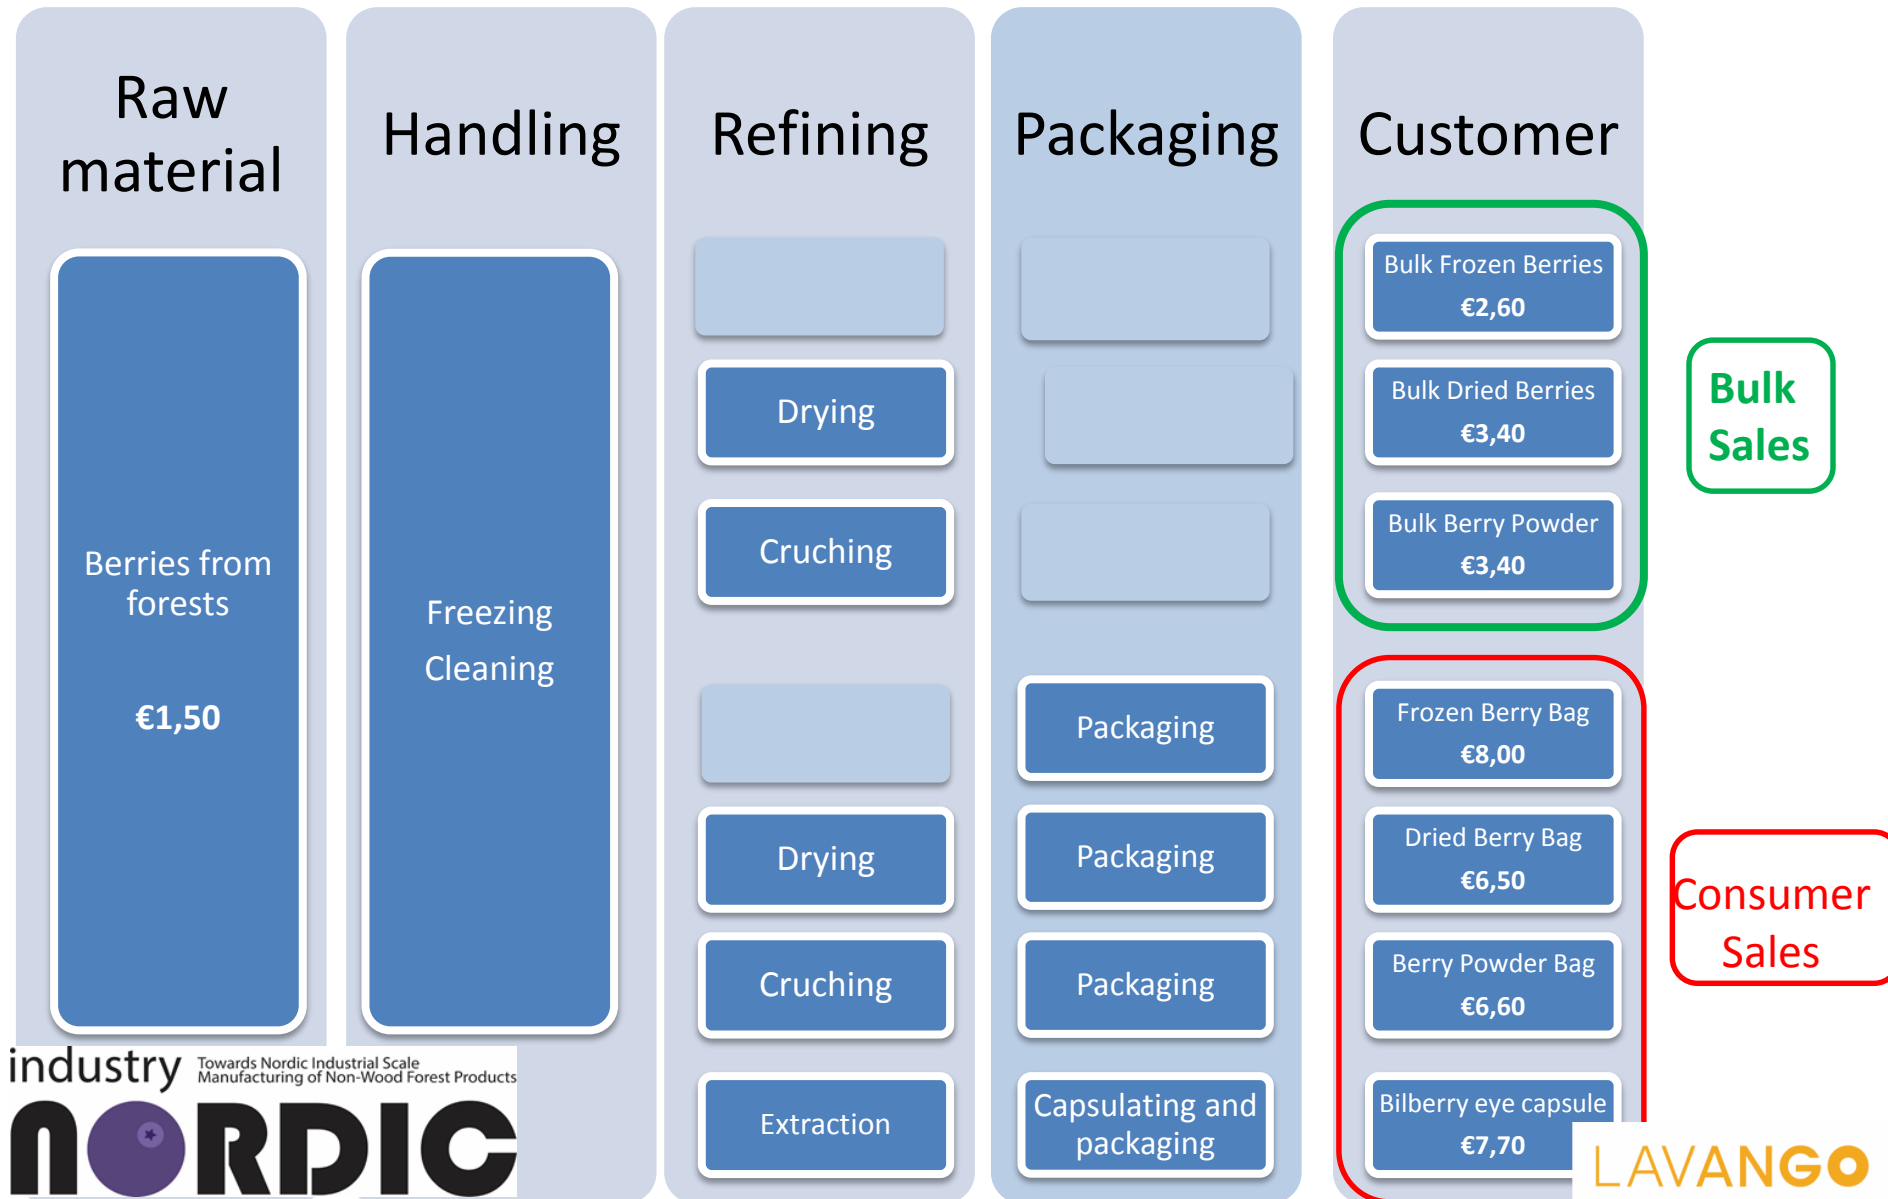 Raw
material
Handling
Refining
Packaging
Customer
Berries from
forests
€1,50
Freezing
Cleaning
Drying
Cruching
Drying
Cruching
Extraction
Packaging
Packaging
Packaging
Capsulating and
packaging
Bulk Frozen Berries
€2,60
Bulk Dried Berries
€3,40
Bulk Berry Powder
€3,40
Frozen Berry Bag
€8,00
Dried Berry Bag
€6,50
Berry Powder Bag
€6,60
Bilberry eye capsule
€7,70
Bulk
Sales
Consumer
Sales
industry
Towards Nordic Industrial Scale
Manufacturing of Non-Wood Forest Products
NORDIC
LAVANGO